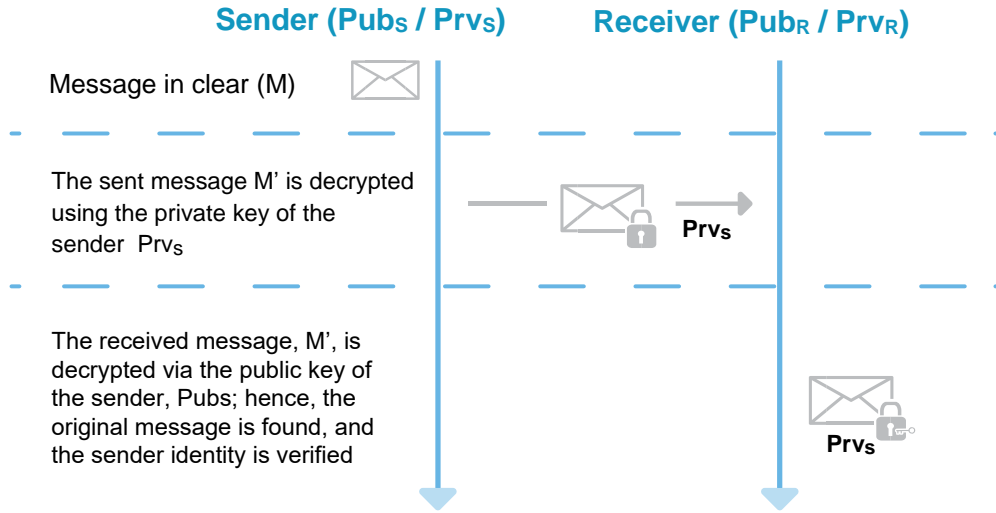 Sender (PubS / PrvS) Receiver (PubR / PrvR)
Message in clear (M)
The sent message M’ is decrypted
using the private key of the
sender PrvS
PrvS
The received message, M’, is
decrypted via the public key of
the sender, Pubs; hence, the
original message is found, and
the sender identity is verified
PrvS